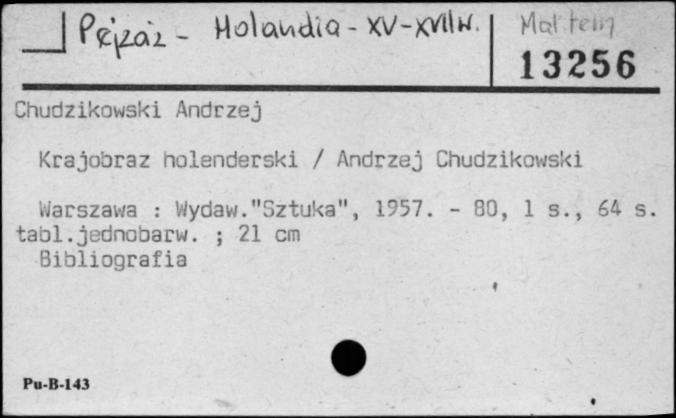 Pejzaż - Holandia - XV-XVIIw.
13256
Chudzikowski Andrzej
Krajobraz holenderski / Andrzej Chudzikowski
Warszawa : Wydaw."Sztuka", 1957. - 80, 1 s., 64 s.
tabl.jednobarw. ; 21 cm
Bibliografia
Pu-B-143